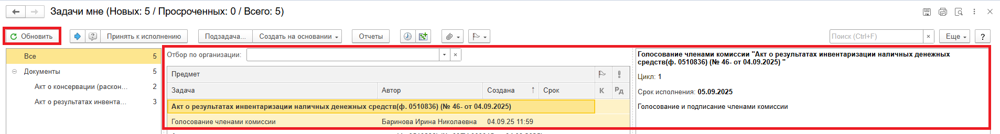 Задачи мне (Новых: 5 / Просроченных: 0 / Всего: 5)
Обновить
Принять к исполнению
Подзадача...
Создать на основании
Отчеты
Поиск (Ctrl+F)
×
Еще
?
Все 5
Документы 5
Акт о консервации (раскон... 2
Акт о результатах инвента... 3
Отбор по организации:
Предмет
Задача Автор Создана ↑ Срок К Рд
Акт о результатах инвентаризации наличных денежных средств(ф. 0510836) (№ 46- от 04.09.2025)
Голосование членами комиссии Баринова Ирина Николаевна 04.09.25 11:59
Голосование членами комиссии "Акт о результатах инвентаризации наличных денежных
средств(ф. 0510836) (№ 46- от 04.09.2025) "
Цикл: 1
Срок исполнения: 05.09.2025
Голосование и подписание членами комиссии